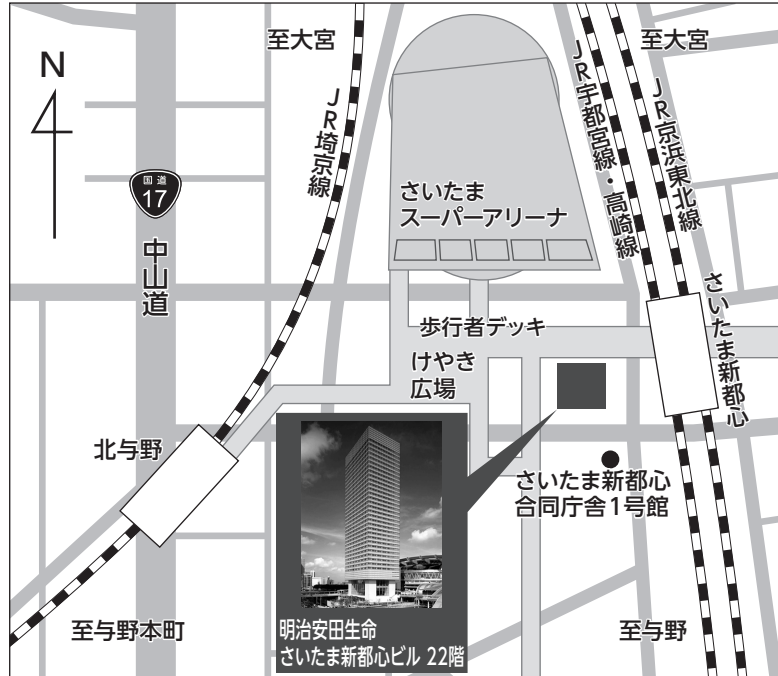 至大宮
至大宮
N
JR埼京線
JR宇都宮線・高崎線
JR京浜東北線
国道
17
中山道
さいたま
スーパーアリーナ
さいたま新都心
歩行者デッキ
けやき
広場
北与野
さいたま新都心
合同庁舎1号館
至与野本町
明治安田生命
さいたま新都心ビル 22階
至与野